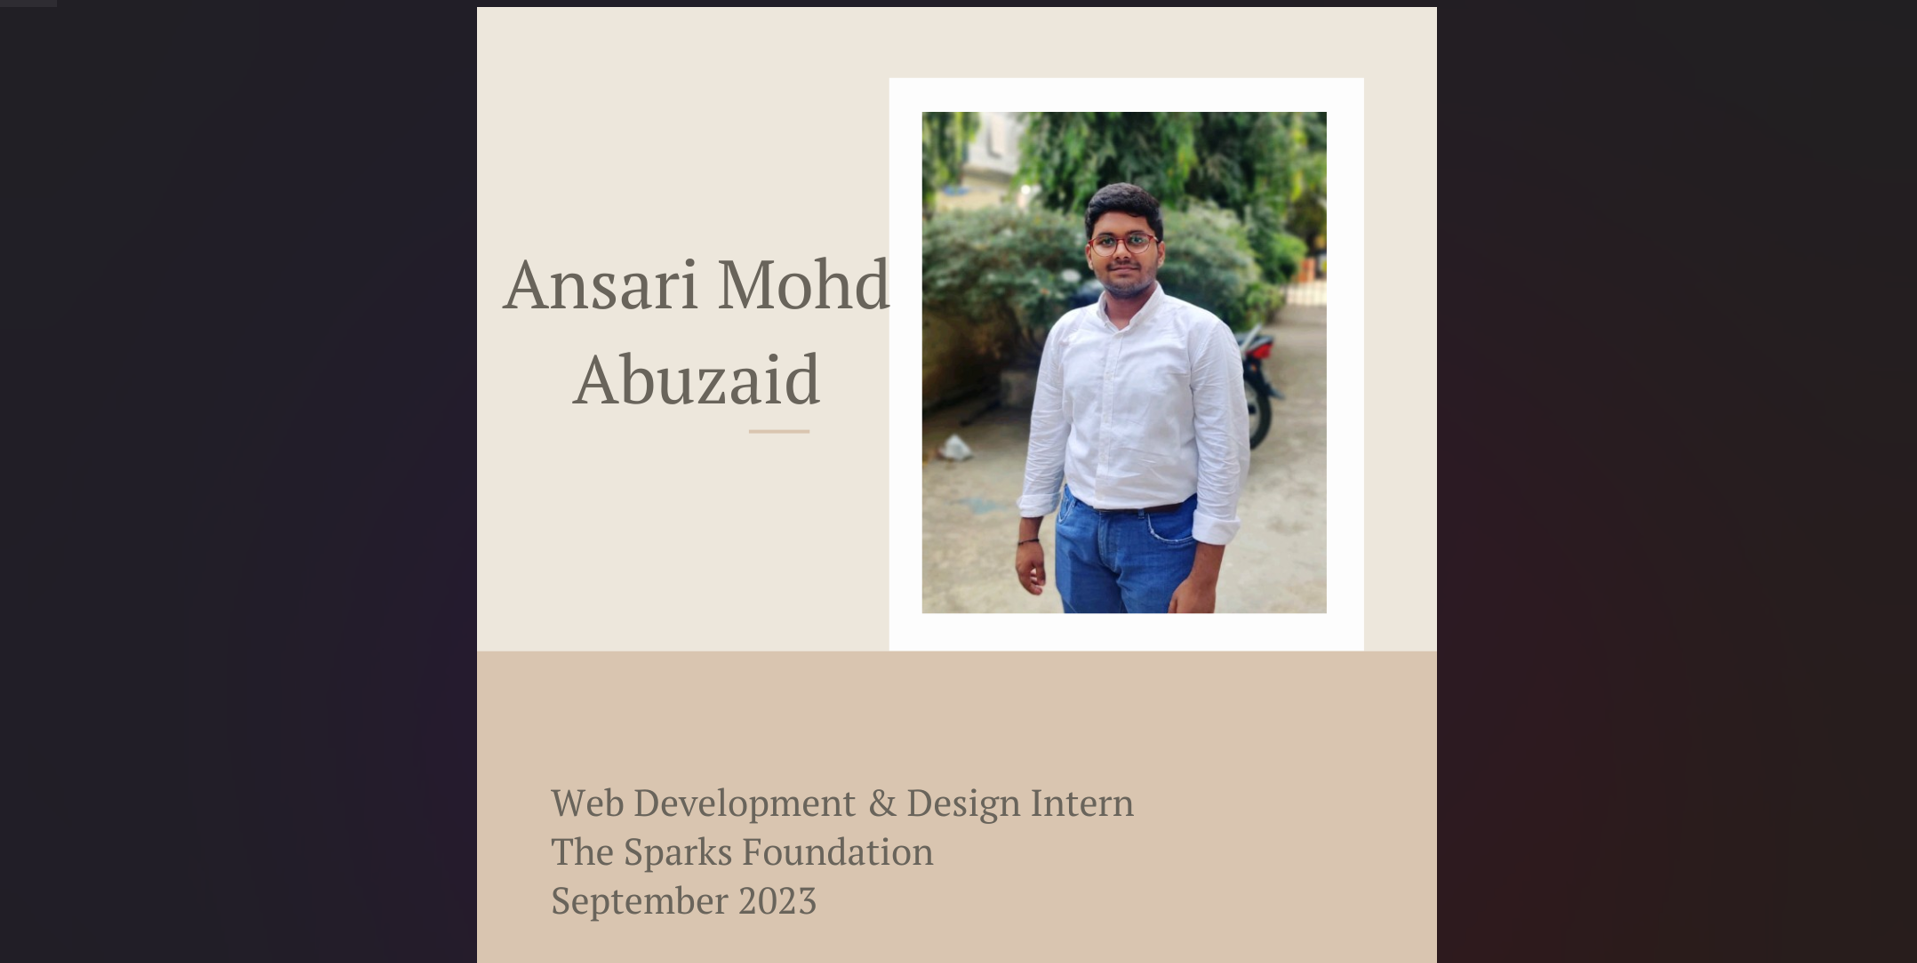 Ansari Mohd
Abuzaid
Web Development & Design Intern
The Sparks Foundation
September 2023